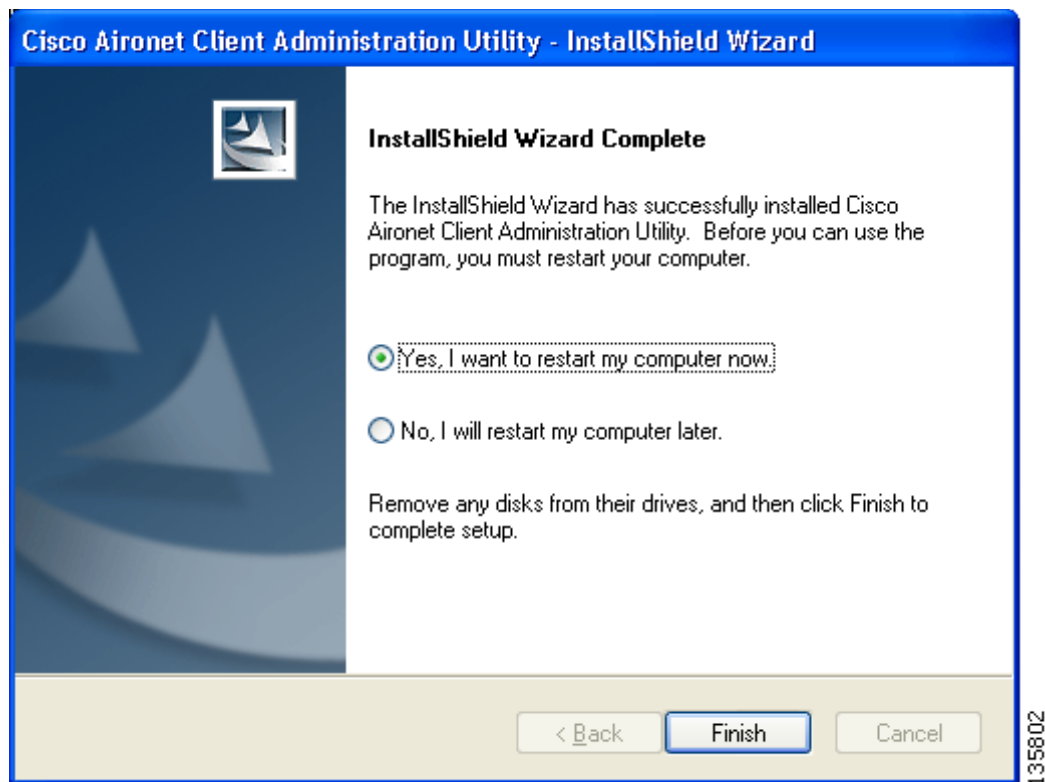 Cisco Aironet Client Administration Utility - InstallShield Wizard
InstallShield Wizard Complete
The InstallShield Wizard has successfully installed Cisco
Aironet Client Administration Utility. Before you can use the
program, you must restart your computer.
Yes, I want to restart my computer now.
No, I will restart my computer later.
Remove any disks from their drives, and then click Finish to
complete setup.
< Back
Finish
Cancel
135802